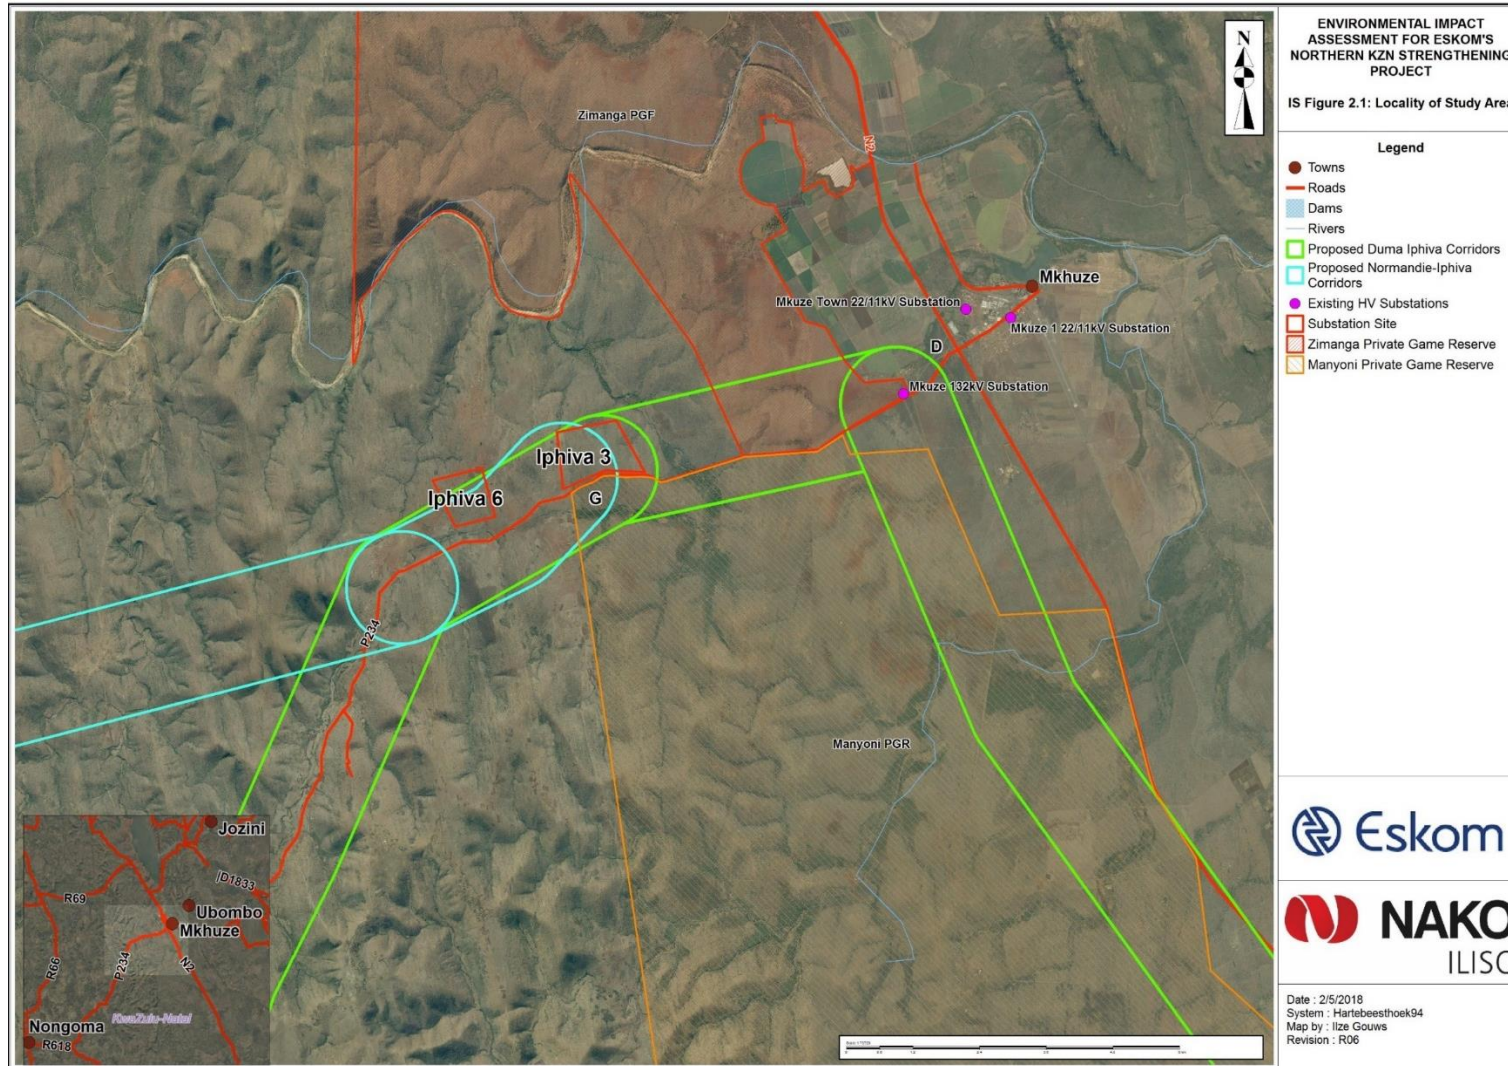 ENVIRONMENTAL IMPACT
ASSESSMENT FOR ESKOM'S
NORTHERN KZN STRENGTHENING
PROJECT
IS Figure 2.1: Locality of Study Area
Legend
Towns
Roads
Dams
Rivers
Proposed Duma Iphiva Corridors
Proposed Normandie-Iphiva
Corridors
Existing HV Substations
Substation Site
Zimanga Private Game Reserve
Manyoni Private Game Reserve
N
Zimanga PGF
N2
Mkhuze
Mkuze Town 22/11kV Substation
Mkuze 1 22/11kV Substation
D
Mkuze 132kV Substation
Iphiva 3
Iphiva 6
G
P234
Manyoni PGR
Jozini
D1833
R69
Ubombo
Mkhuze
R66
P234
N2
KwaZulu-Natal
Nongoma
R618
Eskom
NAKO
ILISO
Date : 2/5/2018
System : Hartebeesthoek94
Map by : Ilze Gouws
Revision : R06